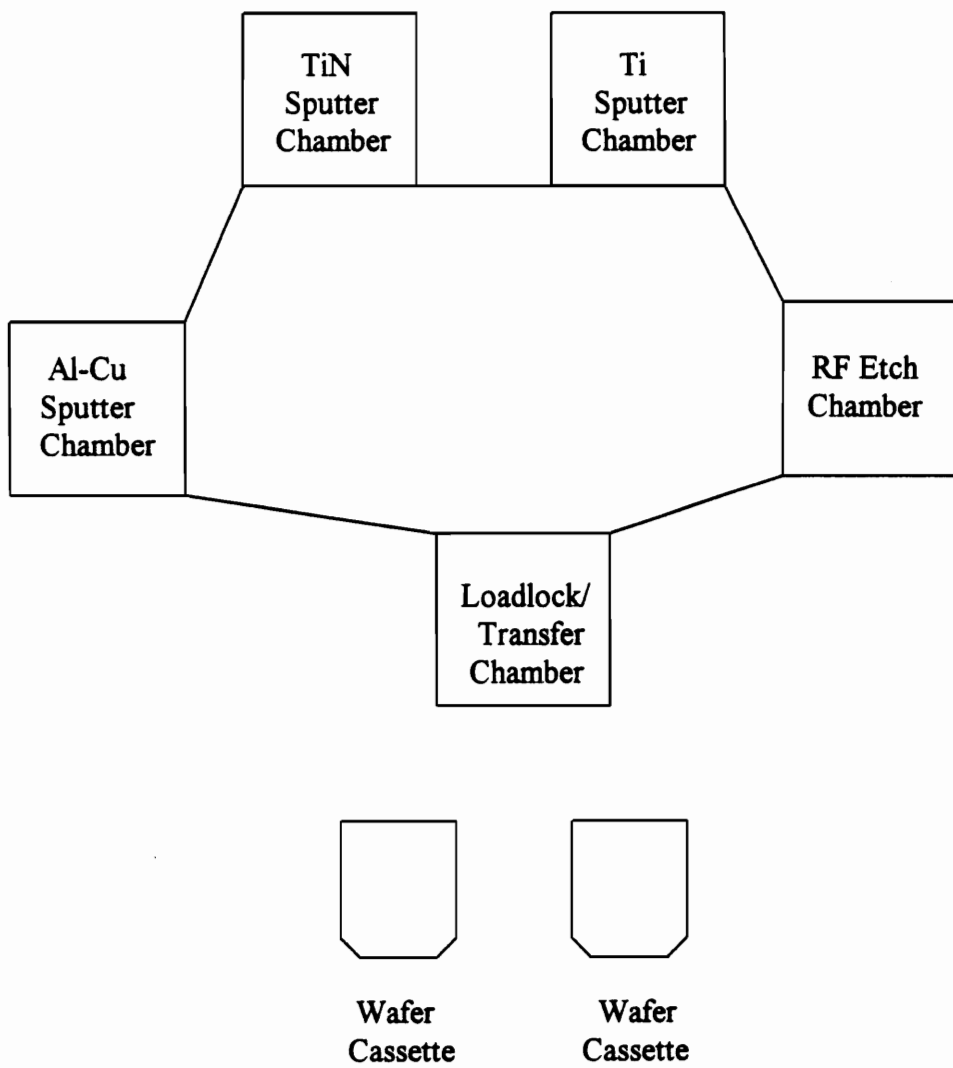 TiN
Sputter
Chamber
Ti
Sputter
Chamber
Al-Cu
Sputter
Chamber
RF Etch
Chamber
Loadlock/
Transfer
Chamber
Wafer
Cassette
Wafer
Cassette